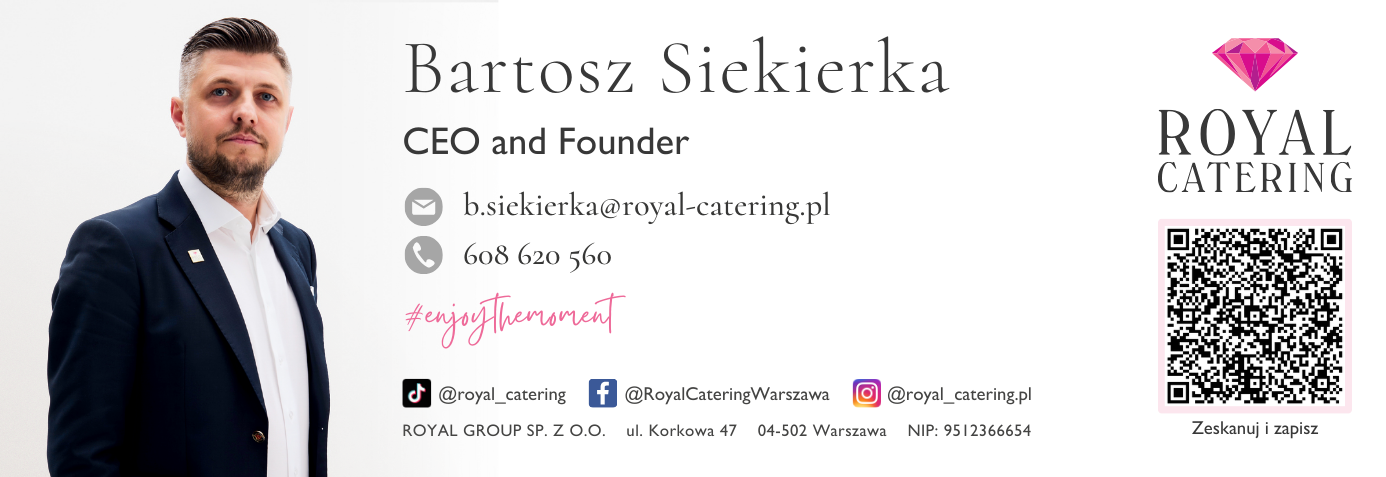 Bartosz Siekierka
CEO and Founder
b.siekierka@royal-catering.pl
608 620 560
#enjoythemoment
@royal_catering @RoyalCateringWarszawa @royal_catering.pl
ROYAL GROUP SP. Z O.O. ul. Korkowa 47 04-502 Warszawa NIP: 9512366654
ROYAL
CATERING
Zeskanuj i zapisz